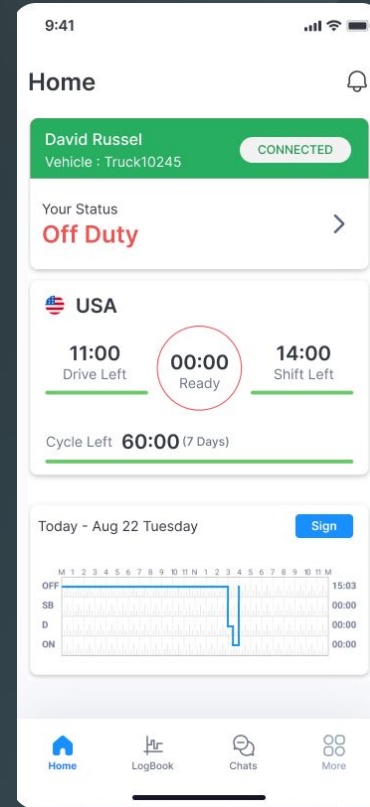 9:41
Home
David Russel
Vehicle : Truck10245
CONNECTED
Your Status
Off Duty
USA
11:00
Drive Left
00:00
Ready
14:00
Shift Left
Cycle Left 60:00 (7 Days)
Today - Aug 22 Tuesday
Sign
M 1 2 3 4 5 6 7 8 9 10 11 N 1 2 3 4 5 6 7 8 9 10 11 M
OFF 15:03
SB 00:00
D 00:00
ON 00:00
Home LogBook Chats More